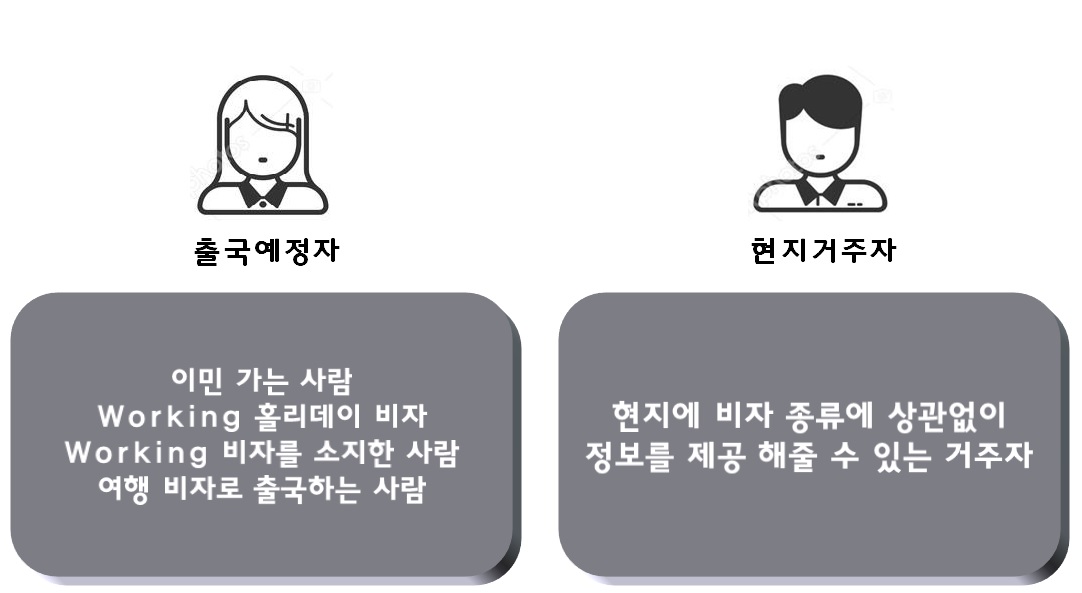 출국예정자
현지거주자
이민 가는 사람
Working 홀리데이 비자
Working 비자를 소지한 사람
여행 비자로 출국하는 사람
현지에 비자 종류에 상관없이
정보를 제공 해줄 수 있는 거주자